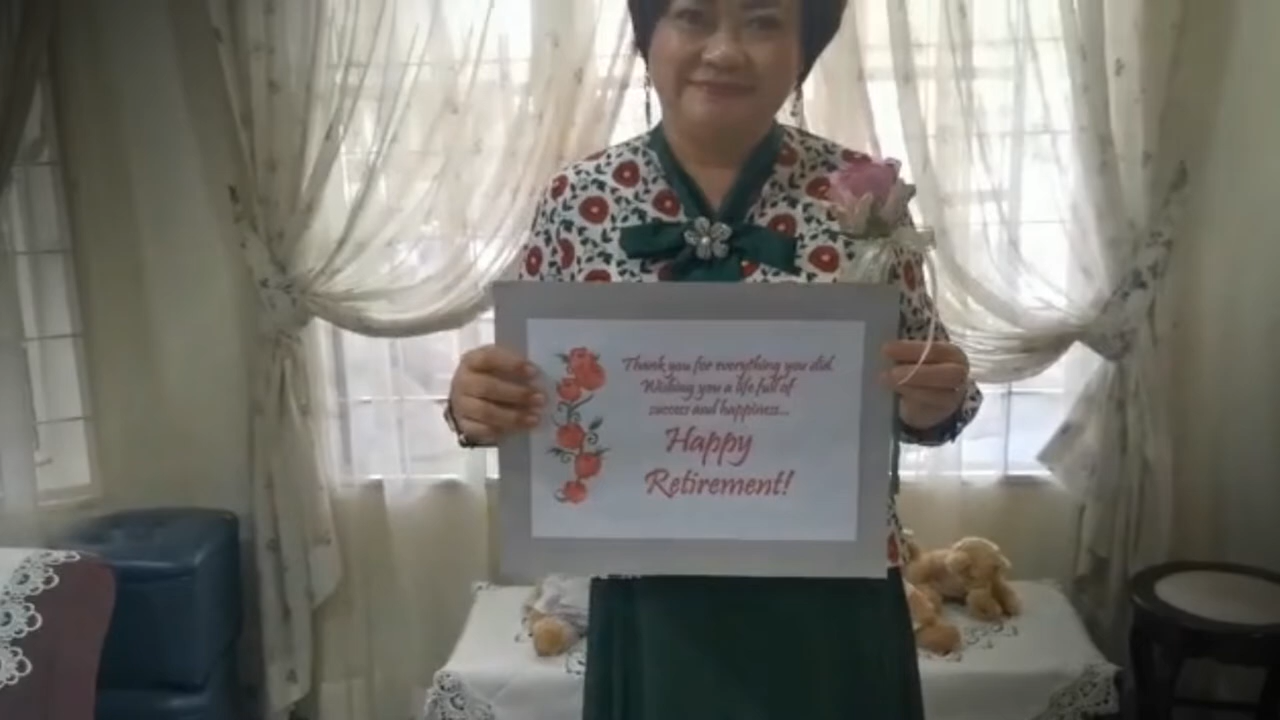 Thank you for everything you did.
Wishing you a life full of
success and happiness...
Happy
Retirement!